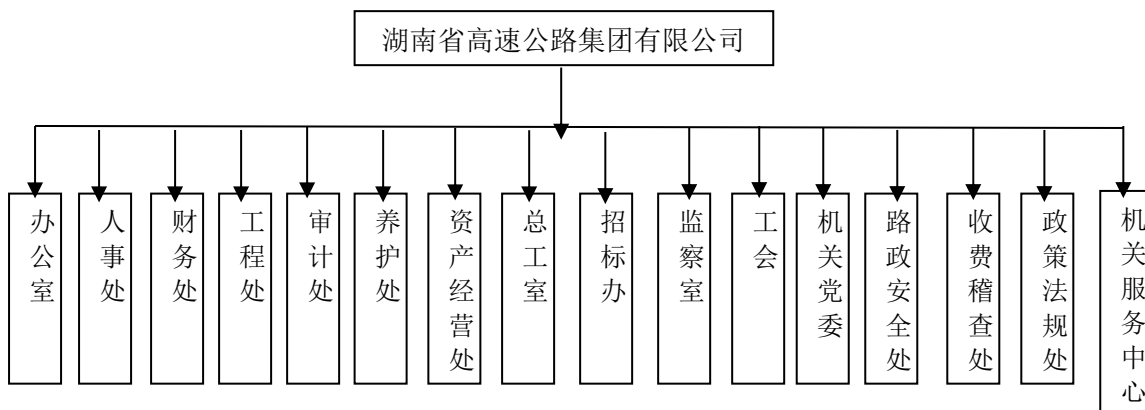 湖南省高速公路集团有限公司
办公室
人事处
财务处
工程处
审计处
养护处
资产经营处
总工室
招标办
监察室
工会
机关党委
路政安全处
收费稽查处
政策法规处
机关服务中心